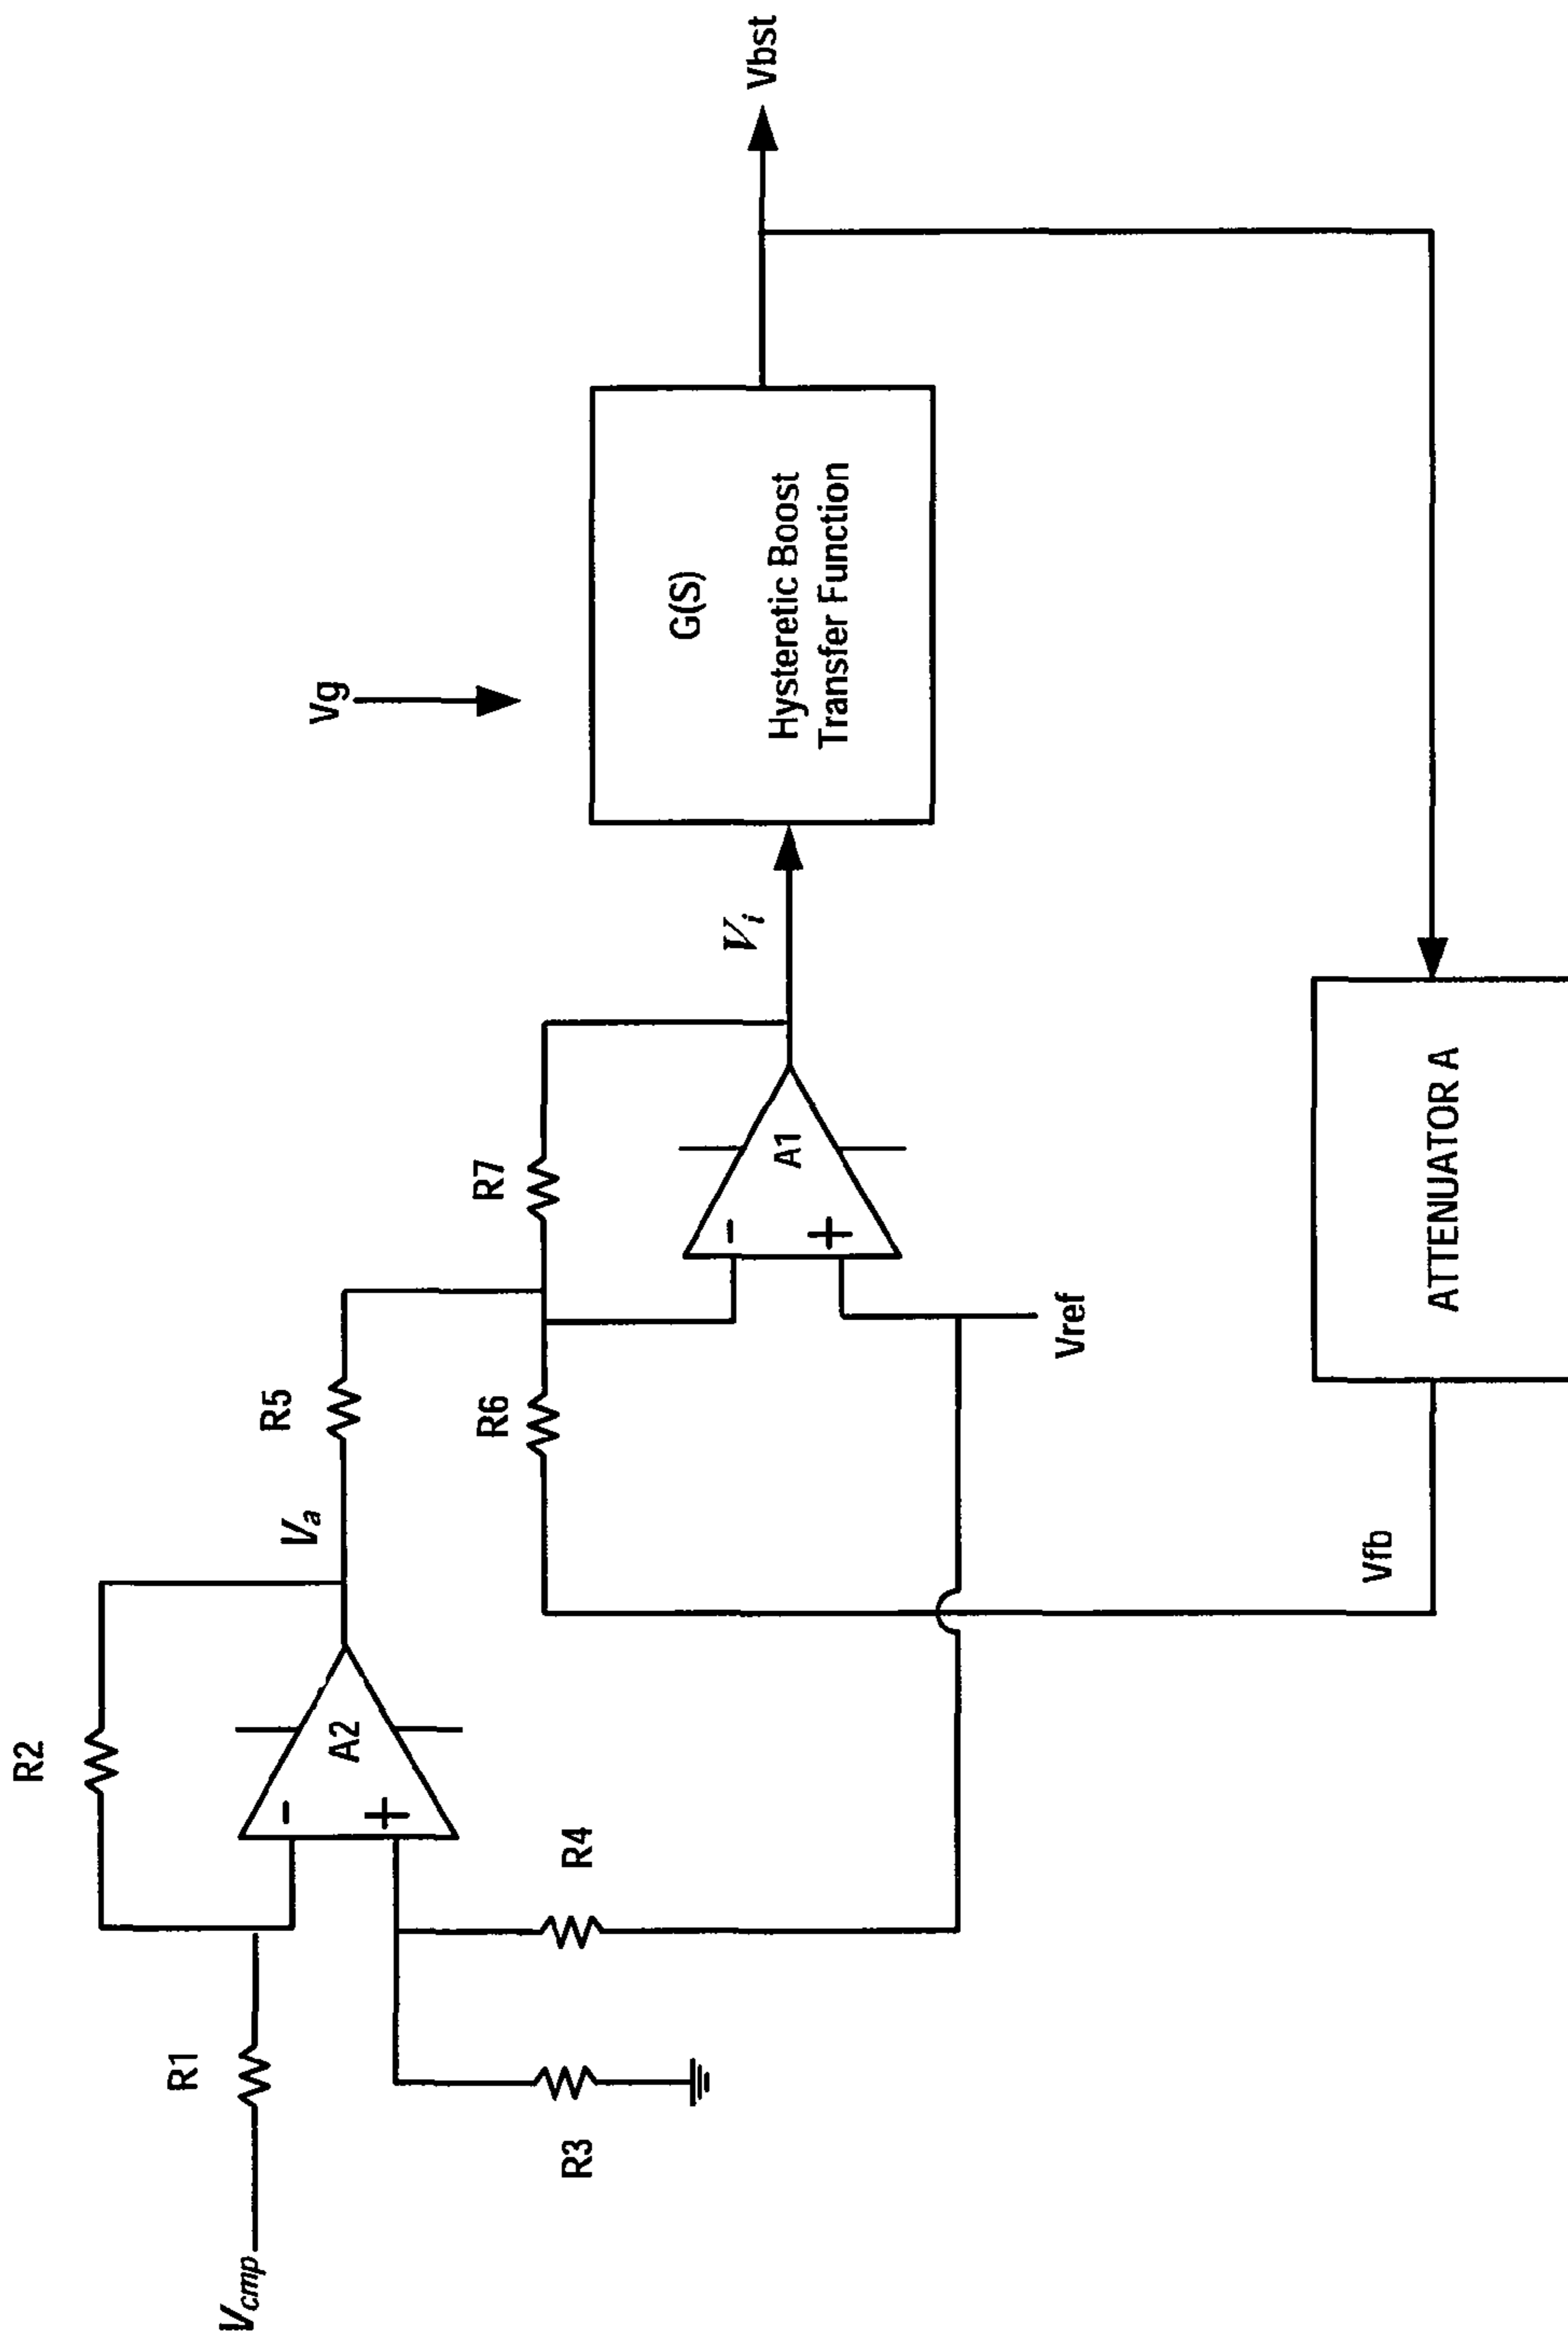 Vcmp
R1
R2
A2
-
+
R3
R4
Va
R5
R6
R7
-
+
A1
Vref
Vi
Vg
G(S)
Hysteretic Boost
Transfer Function
Vbst
Vfb
ATTENUATOR A